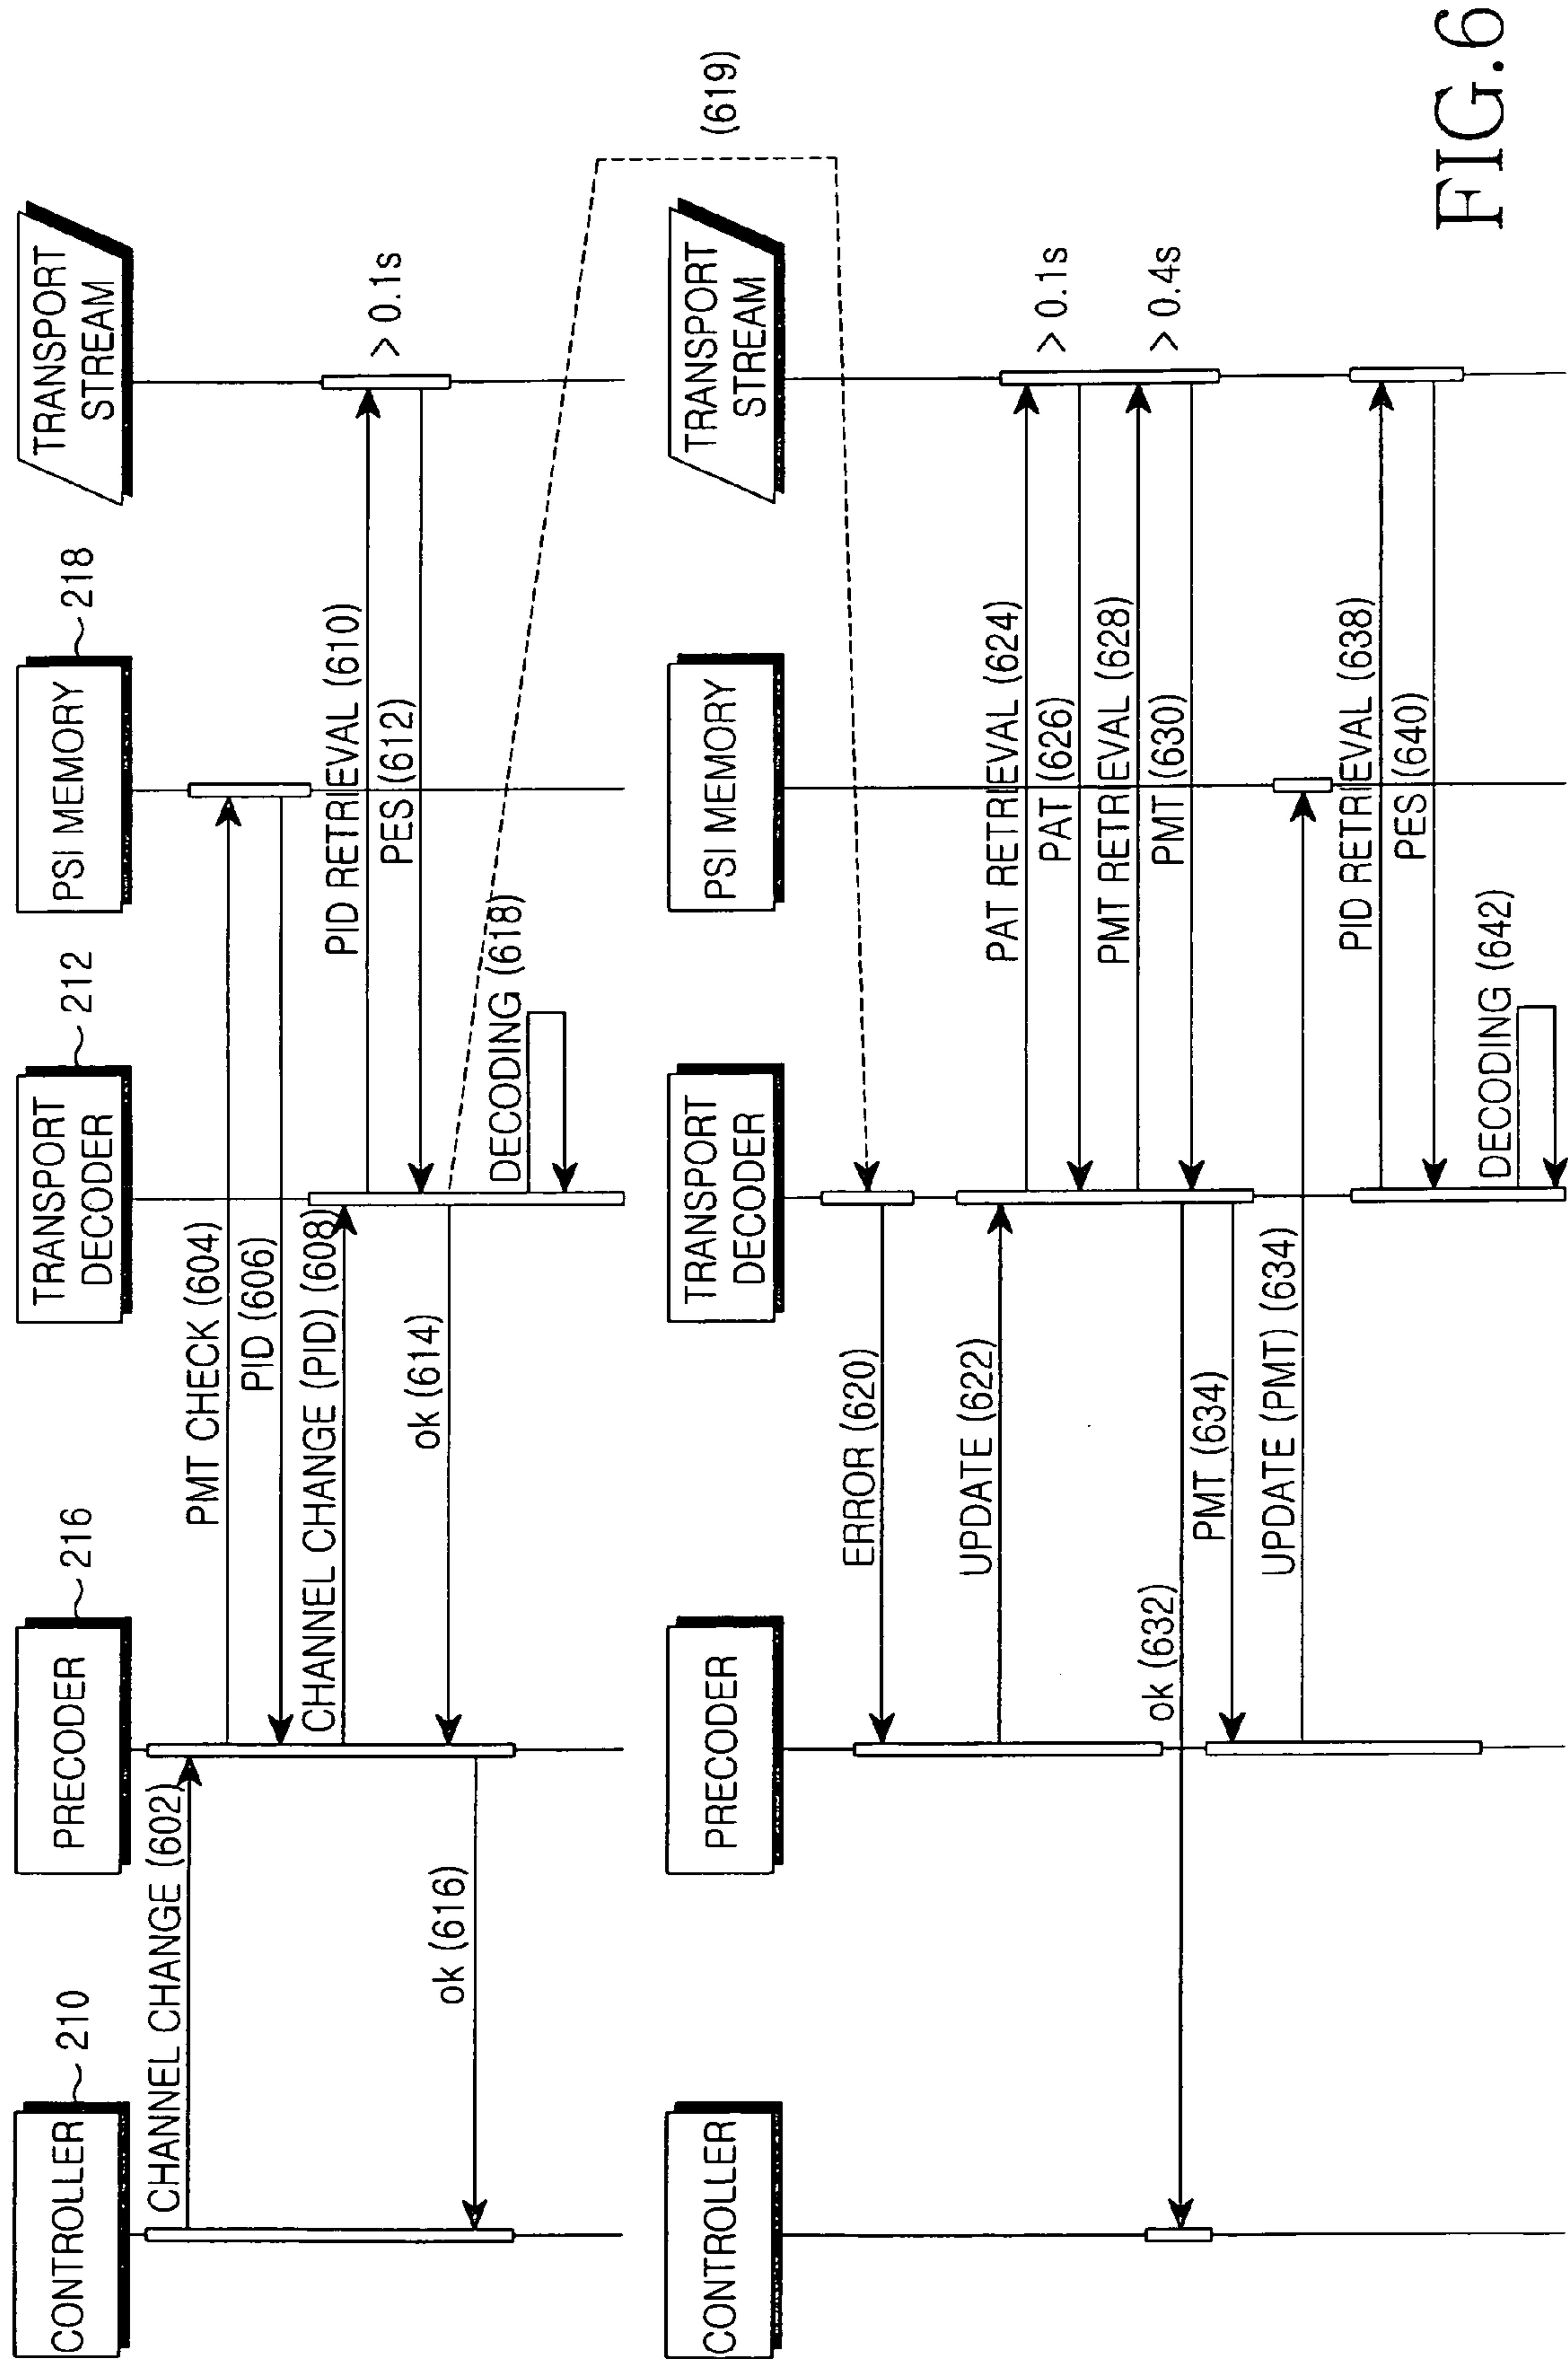 CONTROLLER
210
PRECODER
216
TRANSPORT
DECODER
212
PSI MEMORY
218
TRANSPORT
STREAM
CHANNEL CHANGE (602)
PMT CHECK (604)
PID (606)
CHANNEL CHANGE (PID) (608)
PID RETRIEVAL (610)
> 0.1s
PES (612)
ok (614)
ok (616)
DECODING (618)
(619)
CONTROLLER
PRECODER
TRANSPORT
DECODER
PSI MEMORY
TRANSPORT
STREAM
ERROR (620)
UPDATE (622)
PAT RETRIEVAL (624)
> 0.1s
PAT (626)
PMT RETRIEVAL (628)
> 0.4s
PMT (630)
ok (632)
PMT (634)
UPDATE (PMT) (634)
PID RETRIEVAL (638)
PES (640)
DECODING (642)
FIG.6